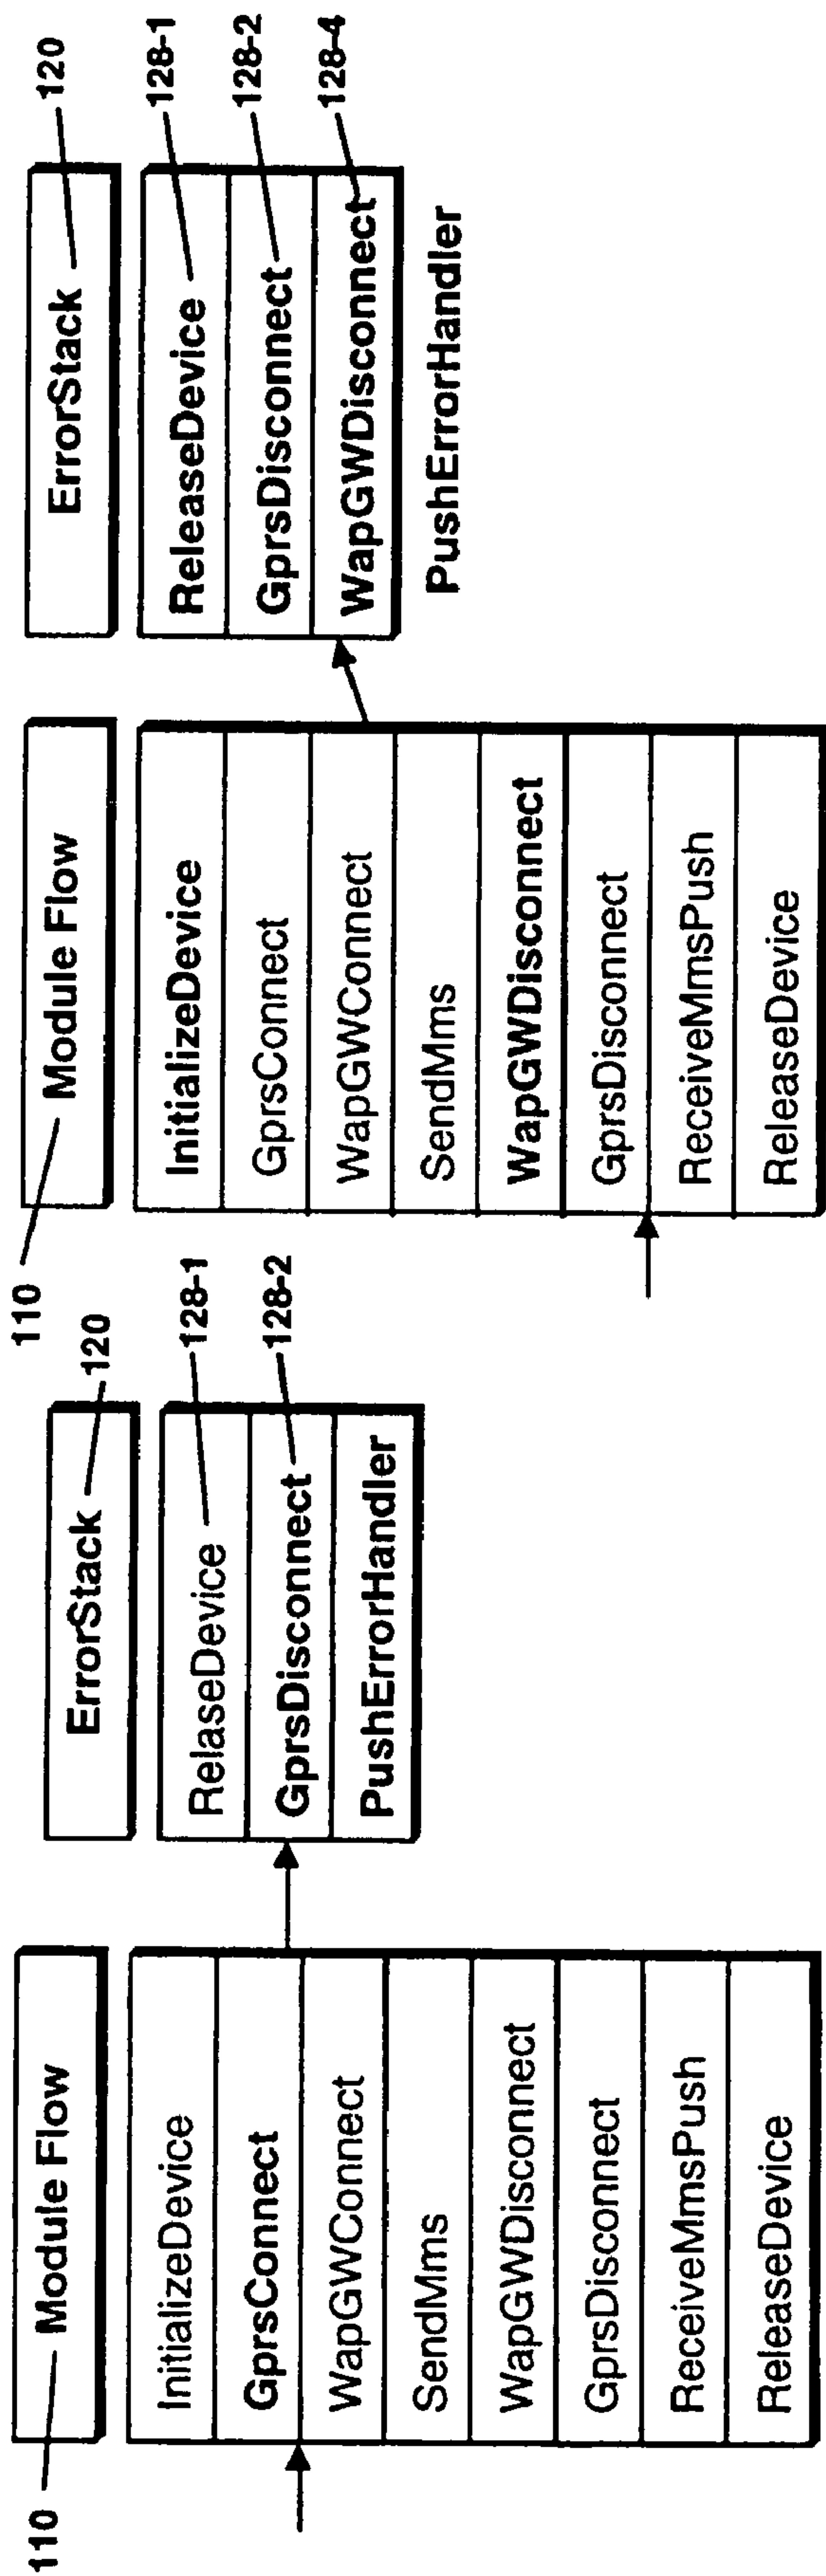 110
Module Flow
InitializeDevice
GprsConnect
WapGWConnect
SendMms
WapGWDisconnect
GprsDisconnect
ReceiveMmsPush
ReleaseDevice
120
ErrorStack
RelaseDevice
128-1
GprsDisconnect
128-2
PushErrorHandler
110
Module Flow
InitializeDevice
GprsConnect
WapGWConnect
SendMms
WapGWDisconnect
GprsDisconnect
ReceiveMmsPush
ReleaseDevice
120
ErrorStack
ReleaseDevice
128-1
GprsDisconnect
128-2
WapGWDisconnect
128-4
PushErrorHandler